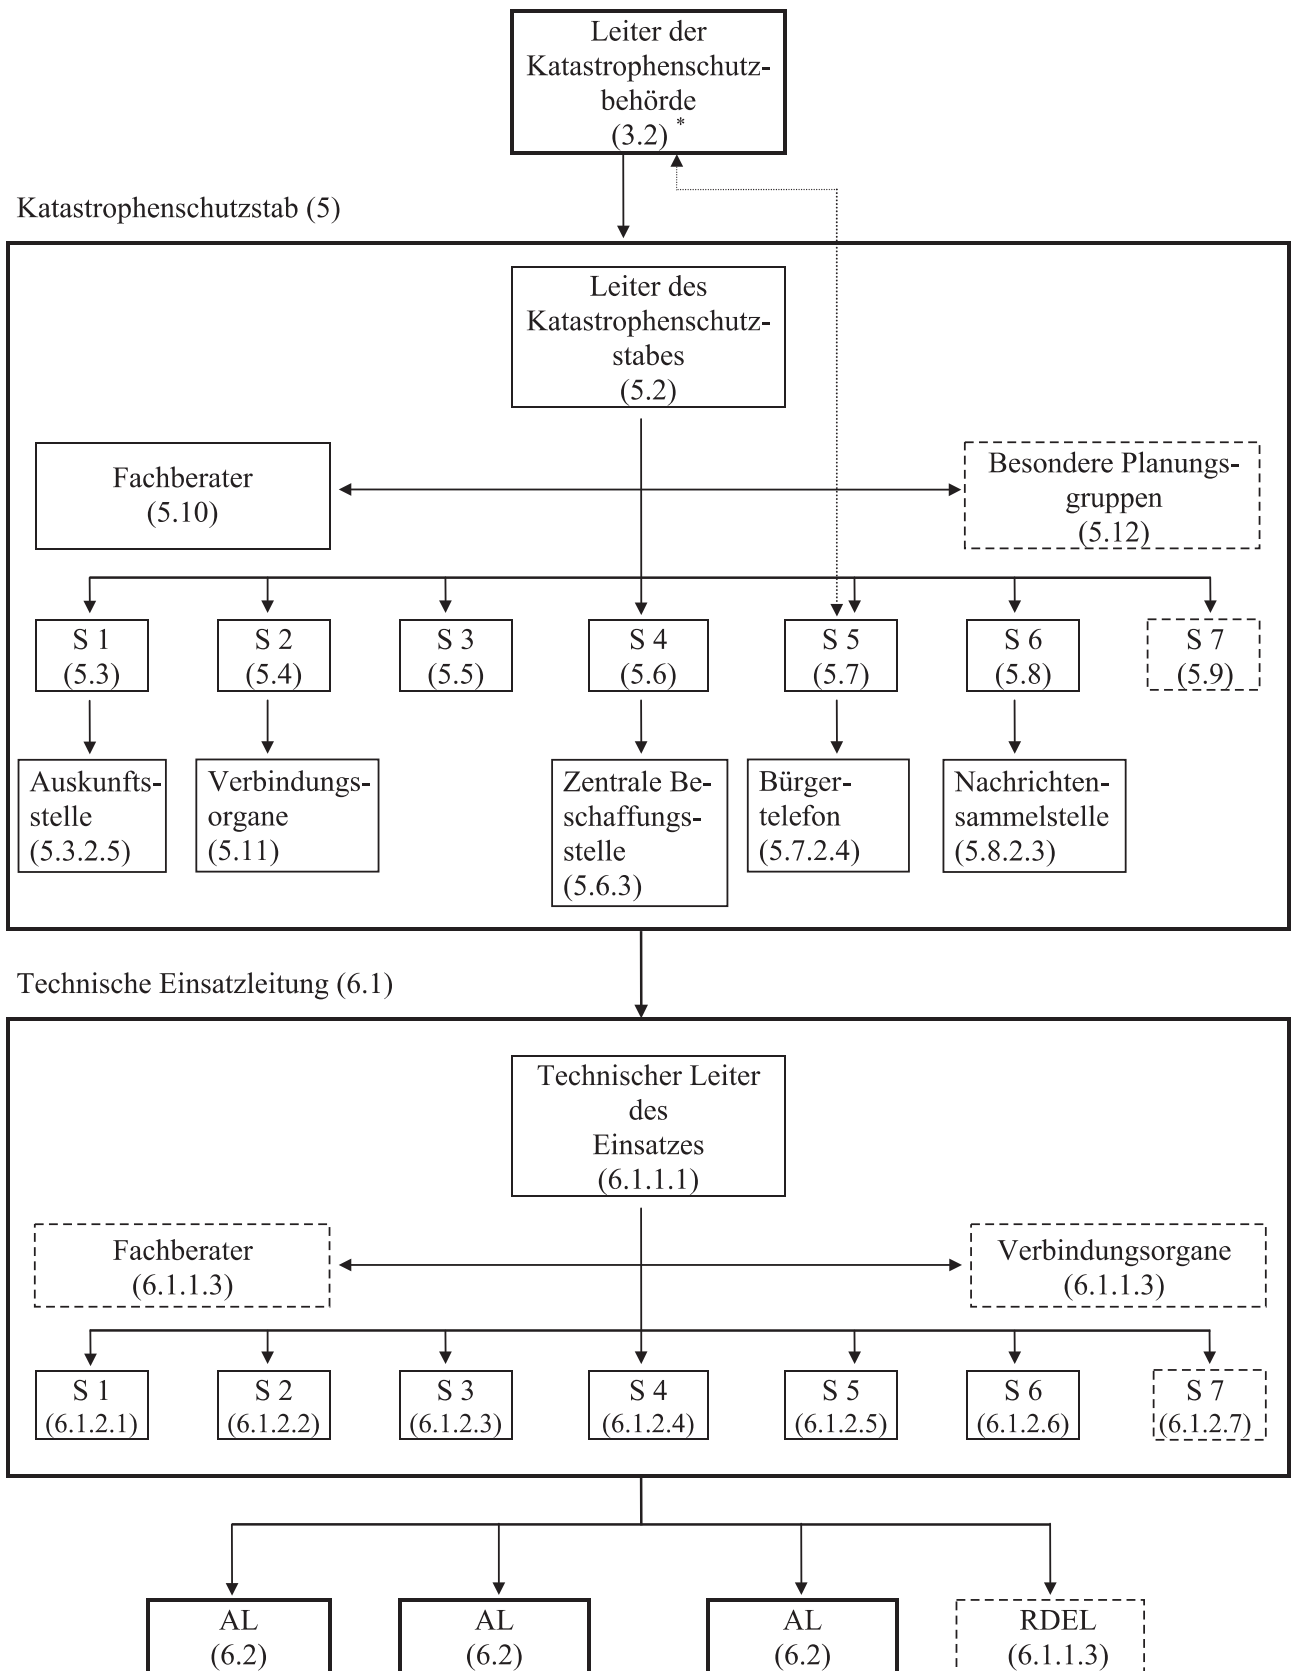 Leiter der
Katastrophenschutz-
behörde
(3.2) *
Katastrophenschutzstab (5)
Leiter des
Katastrophenschutz-
stabes
(5.2)
Fachberater
(5.10)
Besondere Planungs-
gruppen
(5.12)
S 1
(5.3)
S 2
(5.4)
S 3
(5.5)
S 4
(5.6)
S 5
(5.7)
S 6
(5.8)
S 7
(5.9)
Auskunfts-
stelle
(5.3.2.5)
Verbindungs-
organe
(5.11)
Zentrale Be-
schaffungs-
stelle
(5.6.3)
Bürger-
telefon
(5.7.2.4)
Nachrichten-
sammelstelle
(5.8.2.3)
Technische Einsatzleitung (6.1)
Technischer Leiter
des
Einsatzes
(6.1.1.1)
Fachberater
(6.1.1.3)
Verbindungsorgane
(6.1.1.3)
S 1
(6.1.2.1)
S 2
(6.1.2.2)
S 3
(6.1.2.3)
S 4
(6.1.2.4)
S 5
(6.1.2.5)
S 6
(6.1.2.6)
S 7
(6.1.2.7)
AL
(6.2)
AL
(6.2)
AL
(6.2)
RDEL
(6.1.1.3)